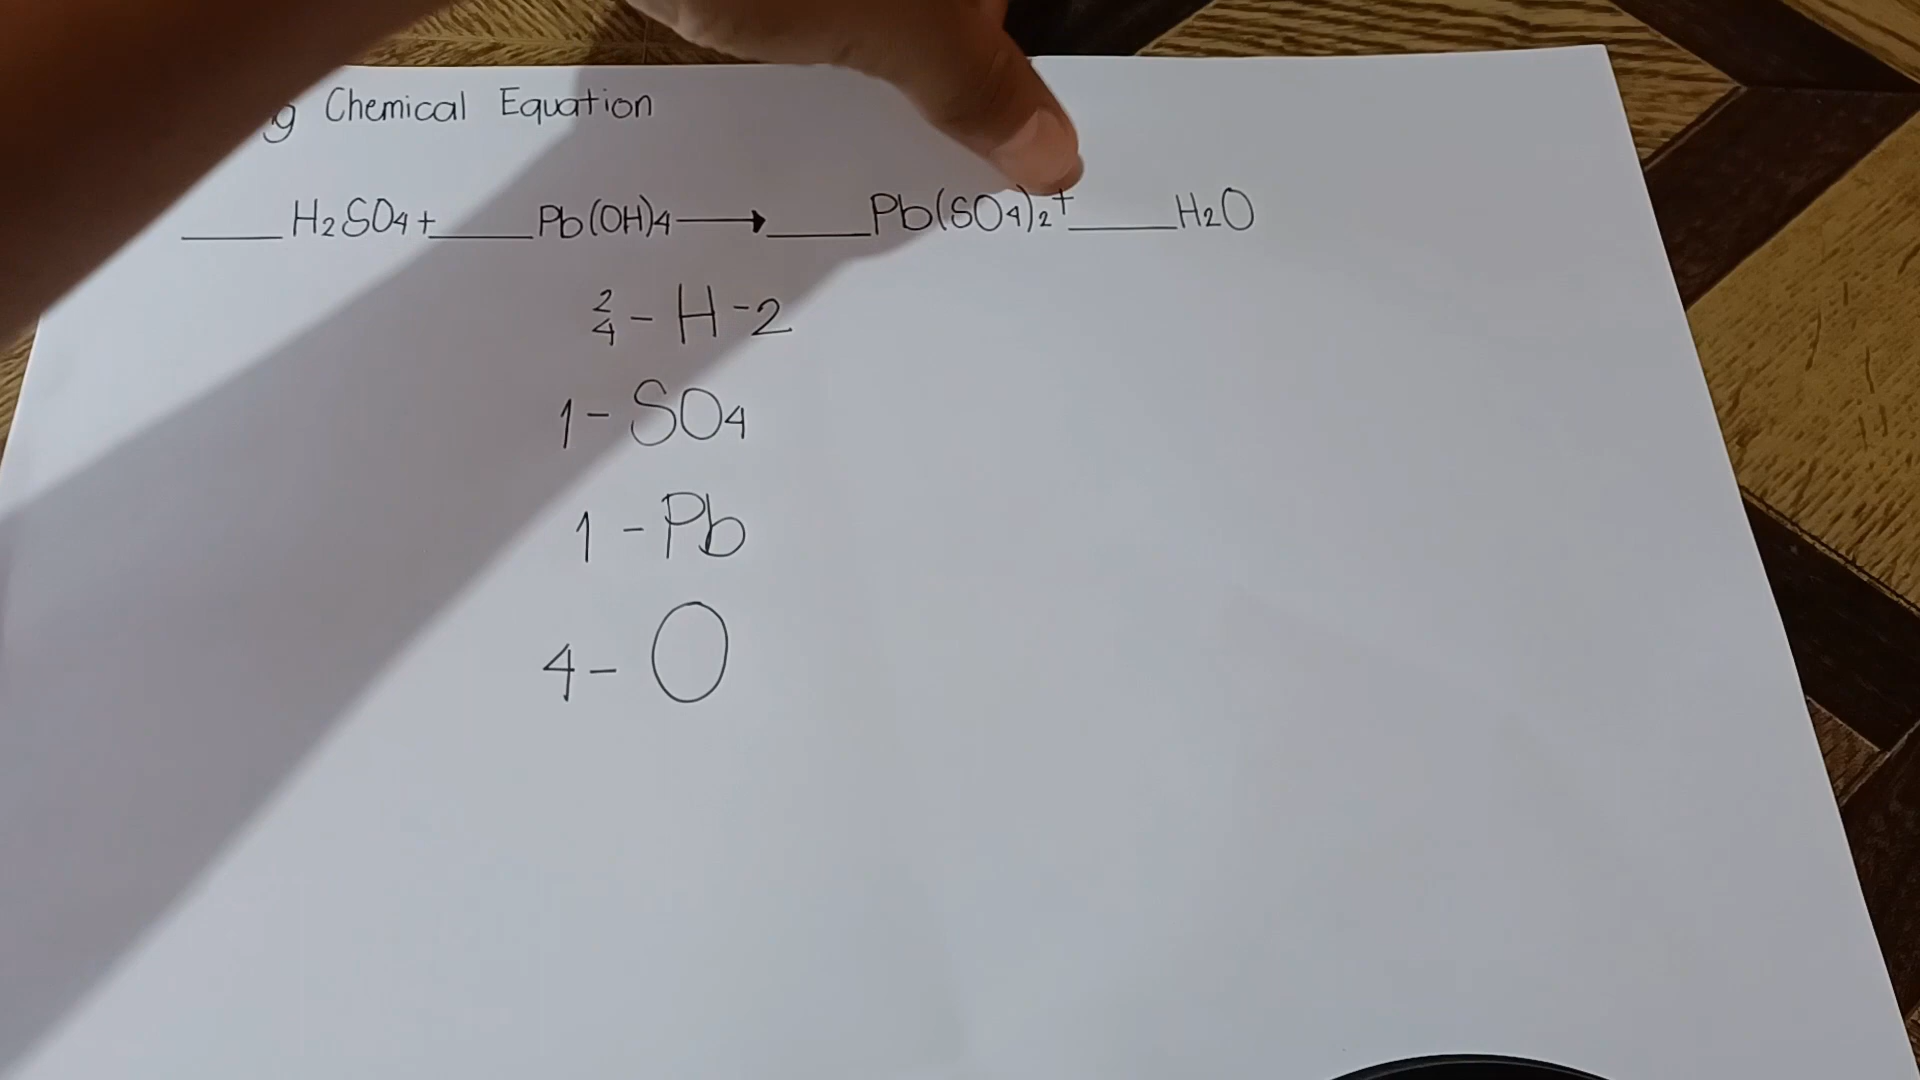 Chemical Equation
____H2SO4+____Pb(OH)4→____Pb(SO4)2+____H2O
2
4 - H - 2
1 - SO4
1 - Pb
4 - O